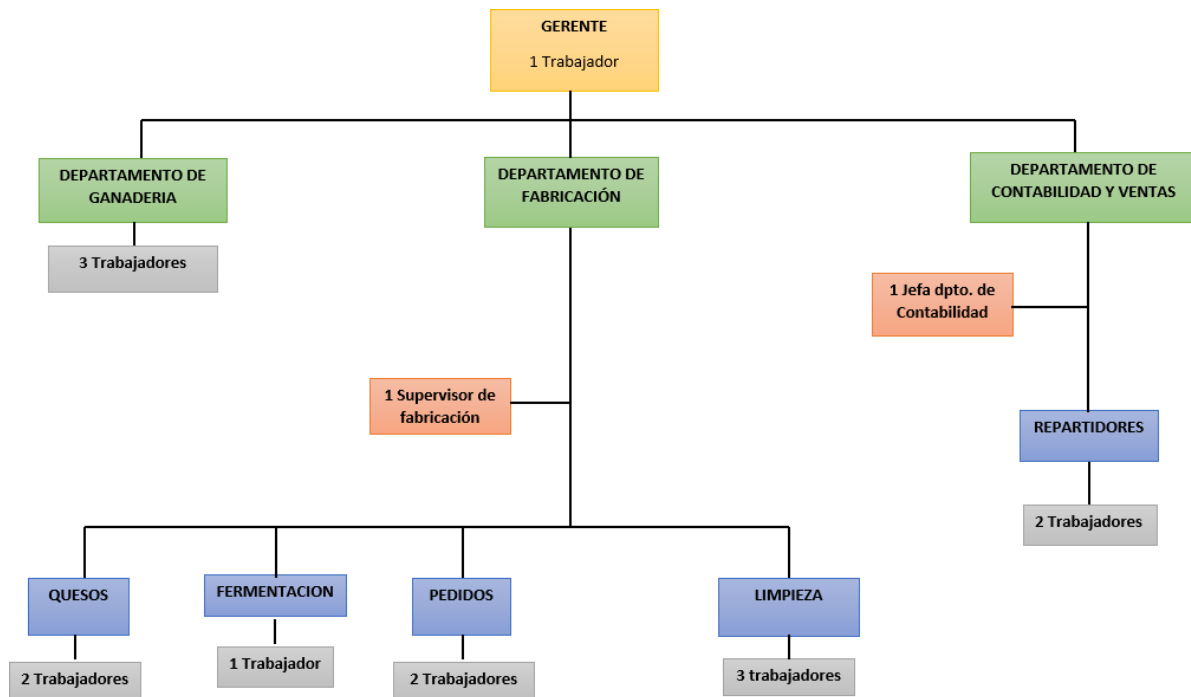 GERENTE
1 Trabajador
DEPARTAMENTO DE
GANADERIA
DEPARTAMENTO DE
FABRICACIÓN
DEPARTAMENTO DE
CONTABILIDAD Y VENTAS
3 Trabajadores
1 Jefa dpto. de
Contabilidad
1 Supervisor de
fabricación
REPARTIDORES
2 Trabajadores
QUESOS
FERMENTACION
PEDIDOS
LIMPIEZA
2 Trabajadores
1 Trabajador
2 Trabajadores
3 trabajadores